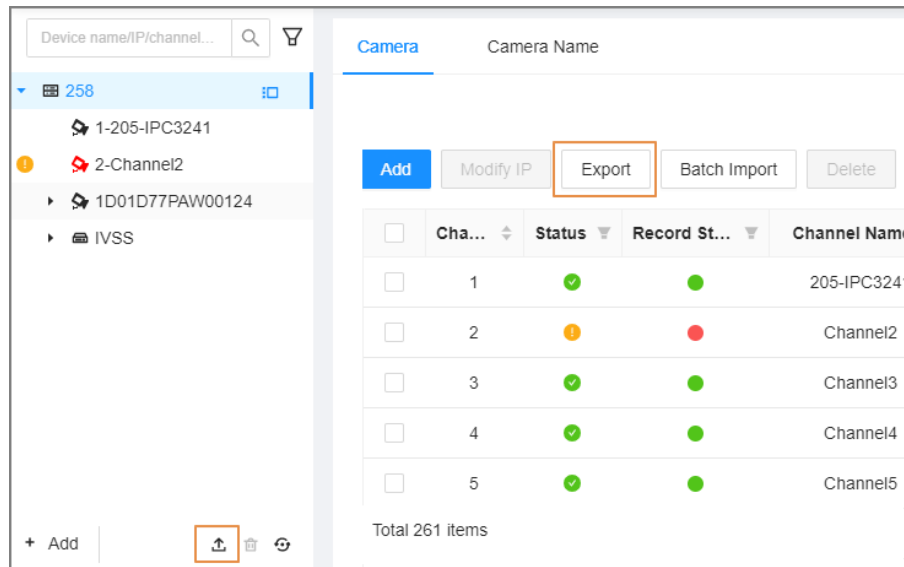 Device name/IP/channel...
258
1-205-IPC3241
2-Channel2
1D01D77PAW00124
IVSS
+ Add
Camera Camera Name
Add Modify IP Export Batch Import Delete
Cha... Status Record St... Channel Name
1 205-IPC3241
2 Channel2
3 Channel3
4 Channel4
5 Channel5
Total 261 items